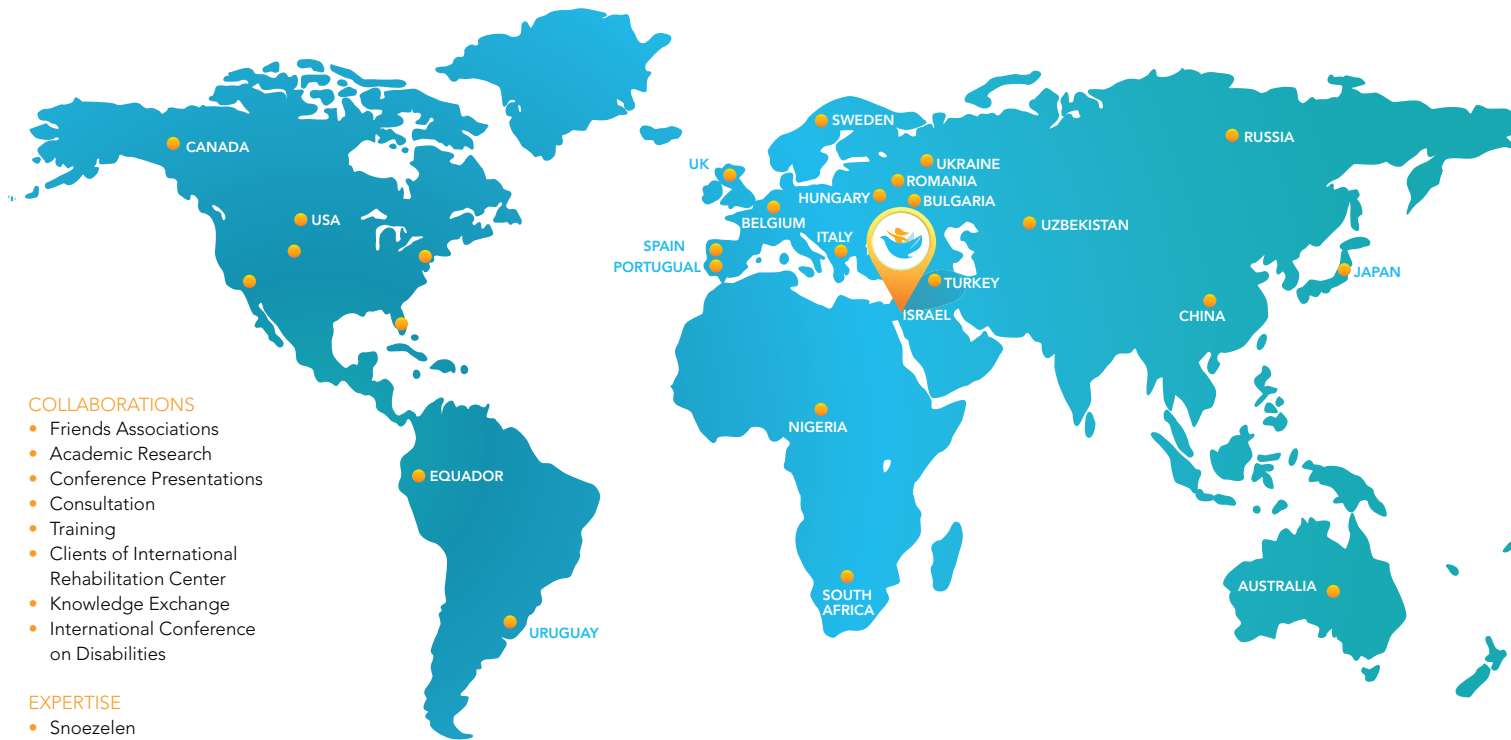 SWEDEN
RUSSIA
CANADA
UK
UKRAINE
ROMANIA
HUNGARY
BULGARIA
USA
BELGIUM
UZBEKISTAN
ITALY
SPAIN
PORTUGUAL
JAPAN
TURKEY
ISRAEL
CHINA
NIGERIA
EQUADOR
SOUTH
AFRICA
AUSTRALIA
URUGUAY
COLLABORATIONS
• Friends Associations
• Academic Research
• Conference Presentations
• Consultation
• Training
• Clients of International
Rehabilitation Center
• Knowledge Exchange
• International Conference
on Disabilities
EXPERTISE
• Snoezelen